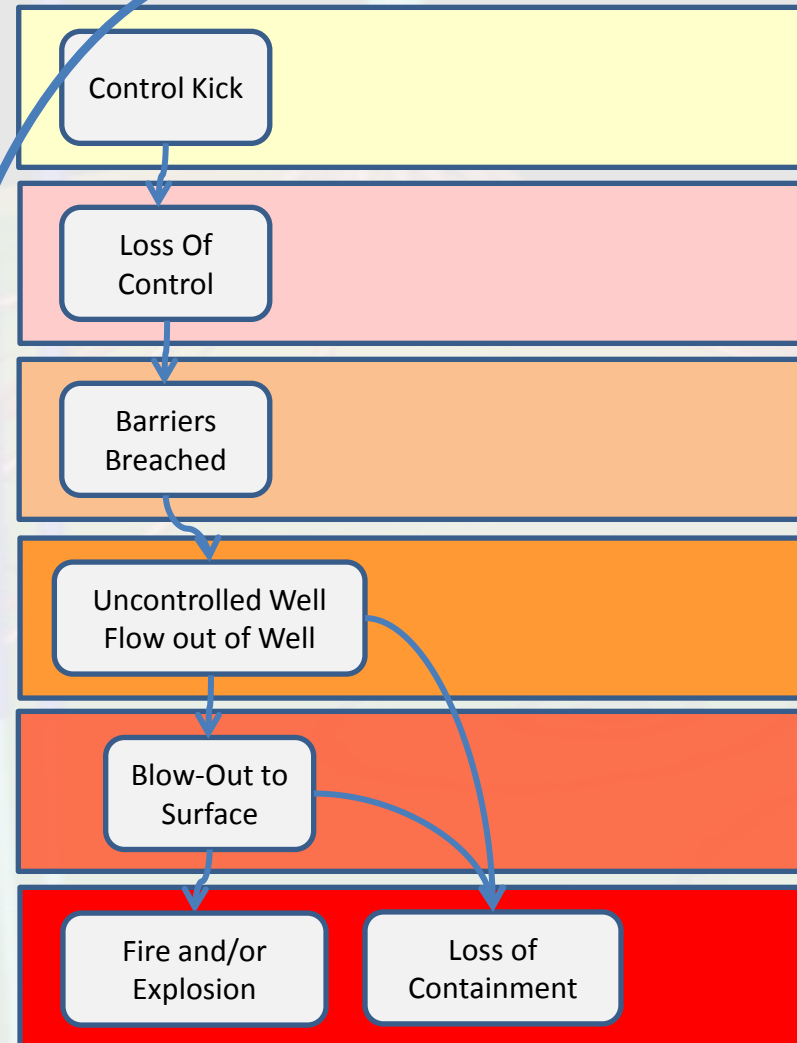 Control Kick
Loss Of
Control
Barriers
Breached
Uncontrolled Well
Flow out of Well
Blow-Out to
Surface
Fire and/or
Explosion
Loss of
Containment